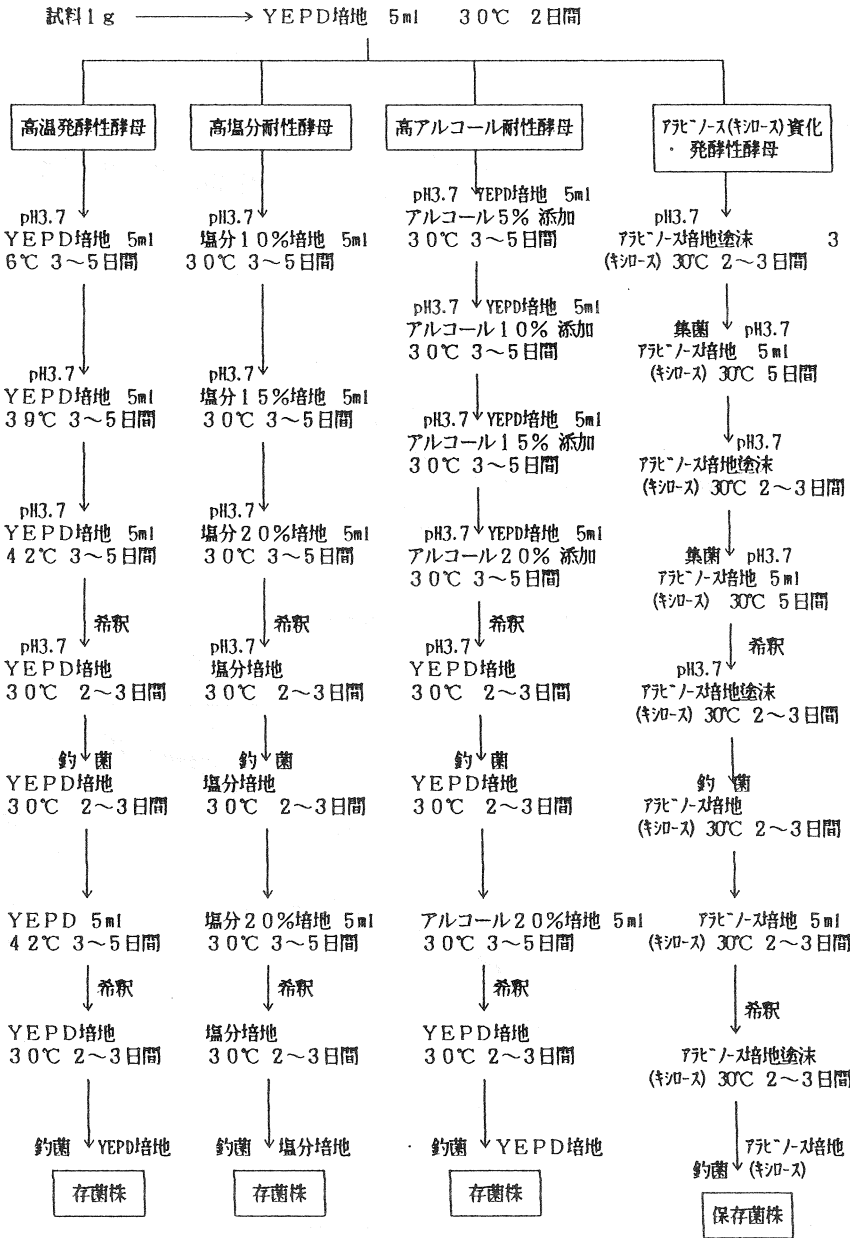 試料1g YEPD培地 5ml 30℃ 2日間
高温発酵性酵母
pH3.7
YEPD培地 5ml
6℃ 3～5日間
pH3.7
YEPD培地 5ml
39℃ 3～5日間
pH3.7
YEPD培地 5ml
42℃ 3～5日間
希釈
pH3.7
YEPD培地
30℃ 2～3日間
釣菌
YEPD培地
30℃ 2～3日間
YEPD 5ml
42℃ 3～5日間
希釈
YEPD培地
30℃ 2～3日間
釣菌 YEPD培地
存菌株
高塩分耐性酵母
pH3.7
塩分10%培地 5ml
30℃ 3～5日間
pH3.7
塩分15%培地 5ml
30℃ 3～5日間
pH3.7
塩分20%培地 5ml
30℃ 3～5日間
希釈
pH3.7
塩分培地
30℃ 2～3日間
釣菌
塩分培地
30℃ 2～3日間
塩分20%培地 5ml
30℃ 3～5日間
希釈
塩分培地
30℃ 2～3日間
釣菌 塩分培地
存菌株
高アルコール耐性酵母
pH3.7 YEPD培地 5ml
アルコール5% 添加
30℃ 3～5日間
pH3.7 YEPD培地 5ml
アルコール10% 添加
30℃ 3～5日間
pH3.7 YEPD培地 5ml
アルコール15% 添加
30℃ 3～5日間
pH3.7 YEPD培地 5ml
アルコール20% 添加
30℃ 3～5日間
希釈
YEPD培地
30℃ 2～3日間
釣菌
YEPD培地
30℃ 2～3日間
アルコール20%培地 5ml
30℃ 3～5日間
希釈
YEPD培地
30℃ 2～3日間
釣菌 YEPD培地
存菌株
ｱﾗﾋﾞﾉｰｽ(ｷｼﾛｰｽ)資化
・発酵性酵母
pH3.7
ｱﾗﾋﾞﾉｰｽ培地塗沫 3
(ｷｼﾛｰｽ) 30℃ 2～3日間
集菌 pH3.7
ｱﾗﾋﾞﾉｰｽ培地 5ml
(ｷｼﾛｰｽ) 30℃ 5日間
pH3.7
ｱﾗﾋﾞﾉｰｽ培地塗沫
(ｷｼﾛｰｽ) 30℃ 2～3日間
集菌 pH3.7
ｱﾗﾋﾞﾉｰｽ培地 5ml
(ｷｼﾛｰｽ) 30℃ 5日間
希釈
pH3.7
ｱﾗﾋﾞﾉｰｽ培地塗沫
(ｷｼﾛｰｽ) 30℃ 2～3日間
釣菌
ｱﾗﾋﾞﾉｰｽ培地
(ｷｼﾛｰｽ) 30℃ 2～3日間
ｱﾗﾋﾞﾉｰｽ培地 5ml
(ｷｼﾛｰｽ) 30℃ 2～3日間
希釈
ｱﾗﾋﾞﾉｰｽ培地塗沫
(ｷｼﾛｰｽ) 30℃ 2～3日間
ｱﾗﾋﾞﾉｰｽ培地
釣菌 (ｷｼﾛｰｽ)
保存菌株